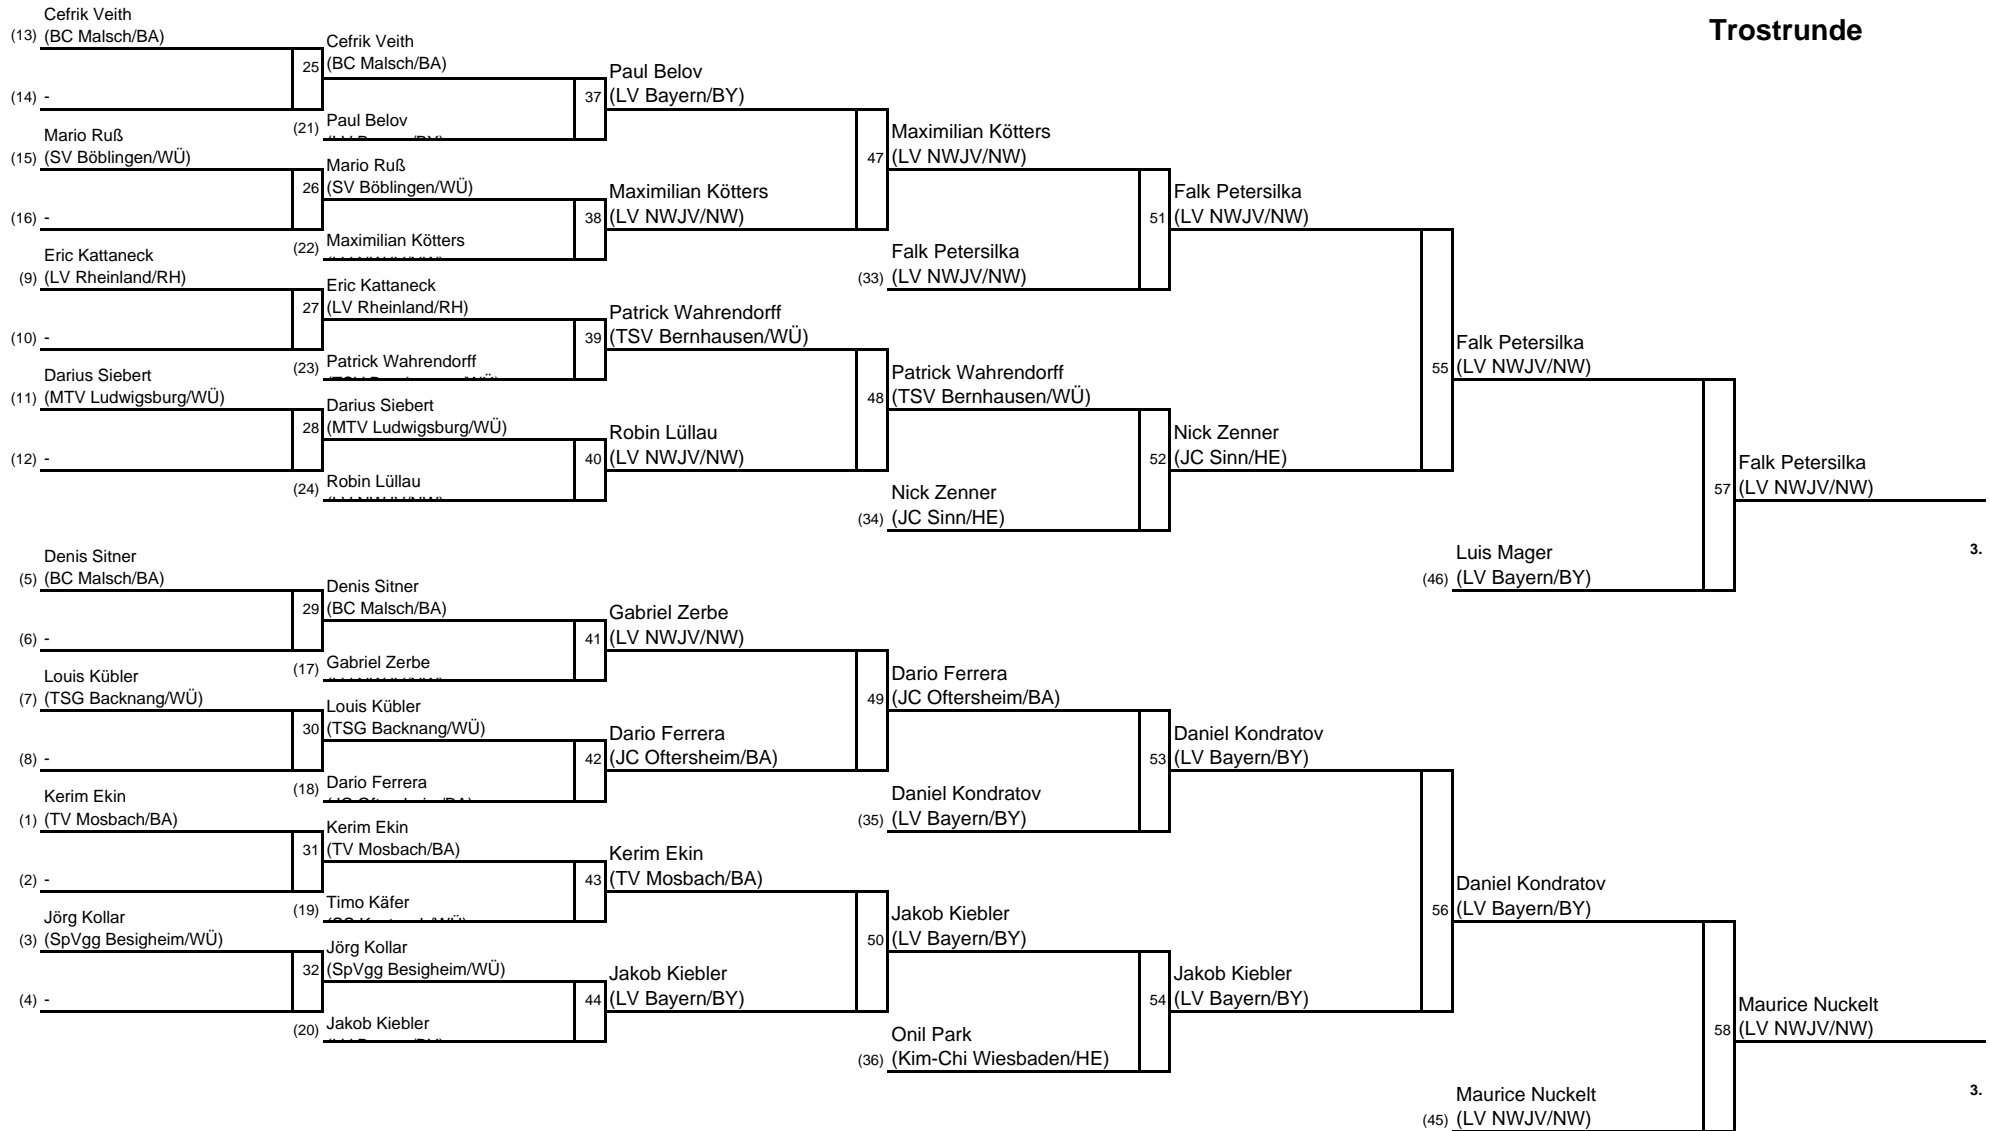 Trostrunde
Cefrik Veith
(13) (BC Malsch/BA)
(14) -
Mario Ruß
(15) (SV Böblingen/WÜ)
(16) -
Eric Kattaneck
(9) (LV Rheinland/RH)
(10) -
Darius Siebert
(11) (MTV Ludwigsburg/WÜ)
(12) -
Denis Sitner
(5) (BC Malsch/BA)
(6) -
Louis Kübler
(7) (TSG Backnang/WÜ)
(8) -
Kerim Ekin
(1) (TV Mosbach/BA)
(2) -
Jörg Kollar
(3) (SpVgg Besigheim/WÜ)
(4) -
Cefrik Veith
25 (BC Malsch/BA)
(21) Paul Belov
Mario Ruß
26 (SV Böblingen/WÜ)
(22) Maximilian Kötters
Eric Kattaneck
27 (LV Rheinland/RH)
(23) Patrick Wahrendorff
Darius Siebert
28 (MTV Ludwigsburg/WÜ)
(24) Robin Lüllau
Denis Sitner
29 (BC Malsch/BA)
(17) Gabriel Zerbe
Louis Kübler
30 (TSG Backnang/WÜ)
(18) Dario Ferrera
Kerim Ekin
31 (TV Mosbach/BA)
(19) Timo Käfer
Jörg Kollar
32 (SpVgg Besigheim/WÜ)
(20) Jakob Kiebler
Paul Belov
37 (LV Bayern/BY)
Maximilian Kötters
38 (LV NWJV/NW)
Patrick Wahrendorff
39 (TSV Bernhausen/WÜ)
Robin Lüllau
40 (LV NWJV/NW)
Gabriel Zerbe
41 (LV NWJV/NW)
Dario Ferrera
42 (JC Oftersheim/BA)
Kerim Ekin
43 (TV Mosbach/BA)
Jakob Kiebler
44 (LV Bayern/BY)
Maximilian Kötters
47 (LV NWJV/NW)
Falk Petersilka
(33) (LV NWJV/NW)
Patrick Wahrendorff
48 (TSV Bernhausen/WÜ)
Nick Zenner
(34) (JC Sinn/HE)
Dario Ferrera
49 (JC Oftersheim/BA)
Daniel Kondratov
(35) (LV Bayern/BY)
Jakob Kiebler
50 (LV Bayern/BY)
Onil Park
(36) (Kim-Chi Wiesbaden/HE)
Falk Petersilka
51 (LV NWJV/NW)
Nick Zenner
52 (JC Sinn/HE)
Daniel Kondratov
53 (LV Bayern/BY)
Jakob Kiebler
54 (LV Bayern/BY)
Falk Petersilka
55 (LV NWJV/NW)
Luis Mager
(46) (LV Bayern/BY)
Daniel Kondratov
56 (LV Bayern/BY)
Maurice Nuckelt
(45) (LV NWJV/NW)
Falk Petersilka
57 (LV NWJV/NW)
3.
Maurice Nuckelt
58 (LV NWJV/NW)
3.